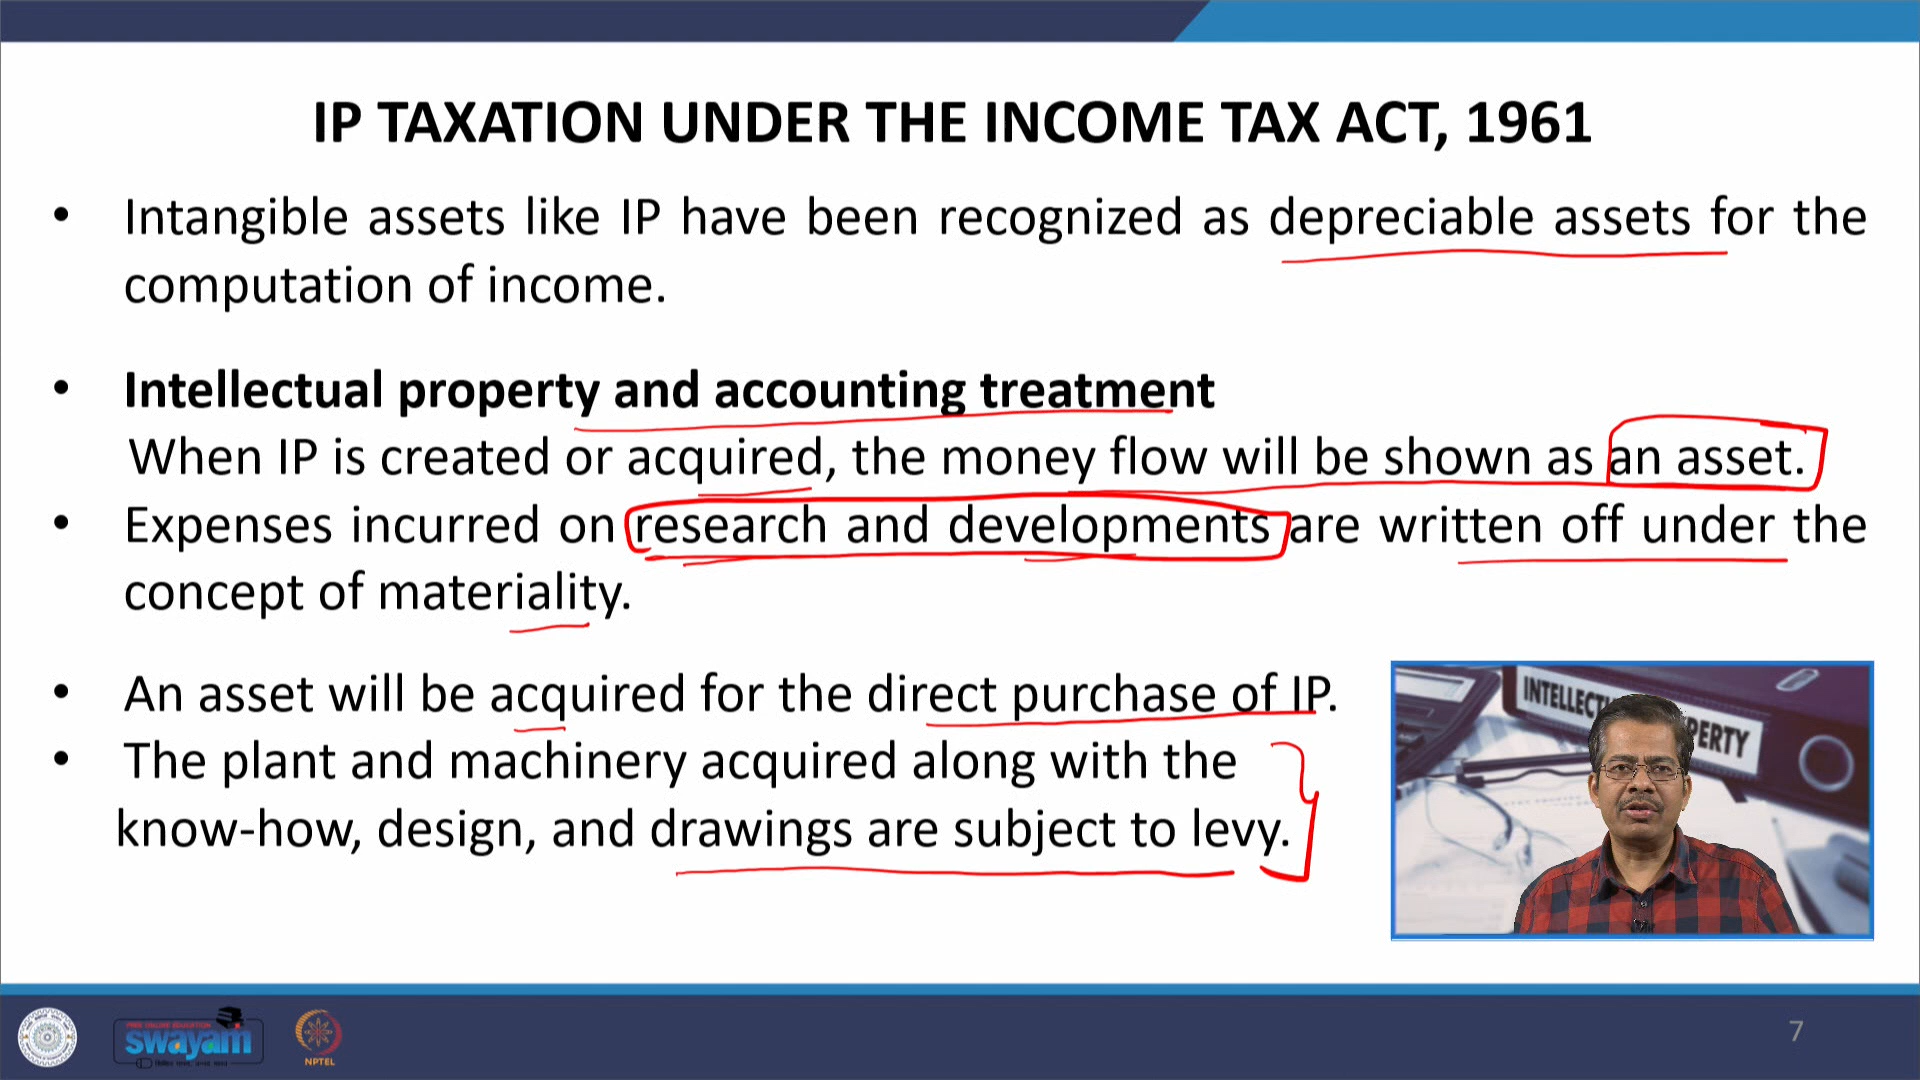 IP TAXATION UNDER THE INCOME TAX ACT, 1961
• Intangible assets like IP have been recognized as depreciable assets for the
computation of income.
• Intellectual property and accounting treatment
When IP is created or acquired, the money flow will be shown as an asset.
• Expenses incurred on research and developments are written off under the
concept of materiality.
• An asset will be acquired for the direct purchase of IP.
• The plant and machinery acquired along with the
know-how, design, and drawings are subject to levy.
INTELLECT
PERTY
FREE ONLINE EDUCATION
swayam
NPTEL
7